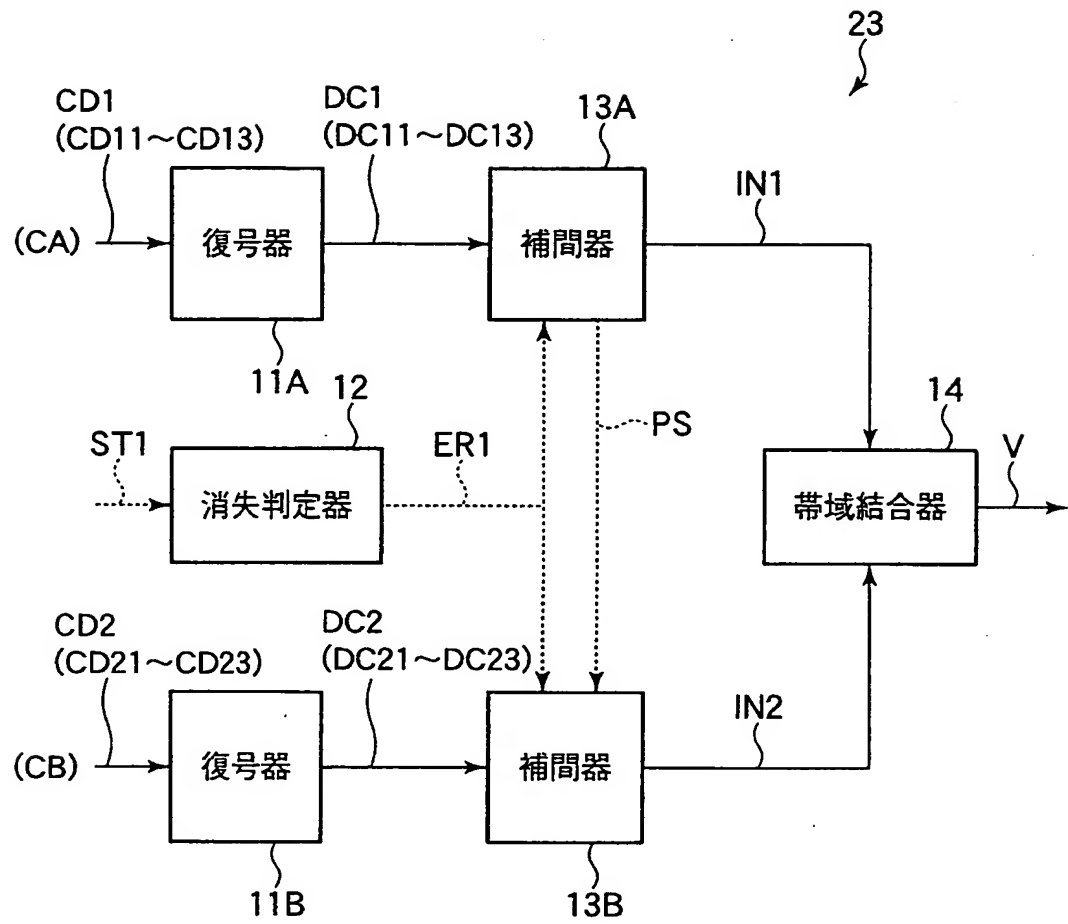 23
CD1
(CD11~CD13)
DC1
(DC11~DC13)
13A
IN1
(CA)
復号器
補間器
11A
12
ST1
ER1
PS
14
V
消失判定器
帯域結合器
CD2
(CD21~CD23)
DC2
(DC21~DC23)
IN2
(CB)
復号器
補間器
11B
13B